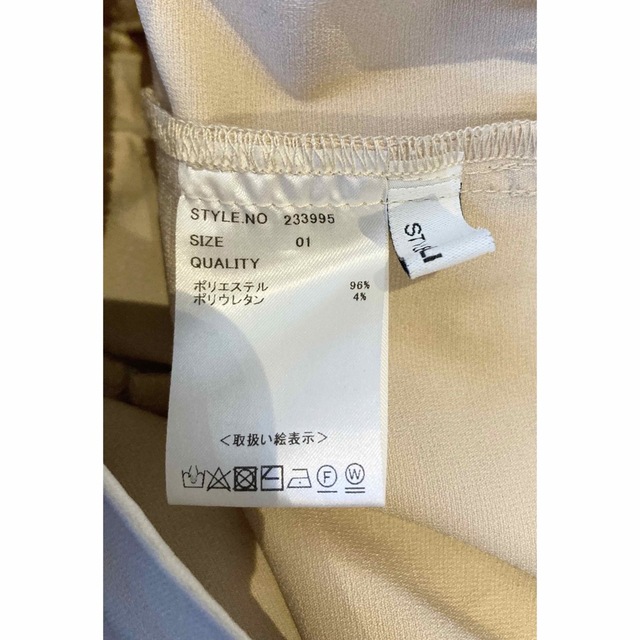 STYLE.NO 233995
SIZE 01
QUALITY
ポリエステル 96%
ポリウレタン 4%
<取扱い絵表示>
F W